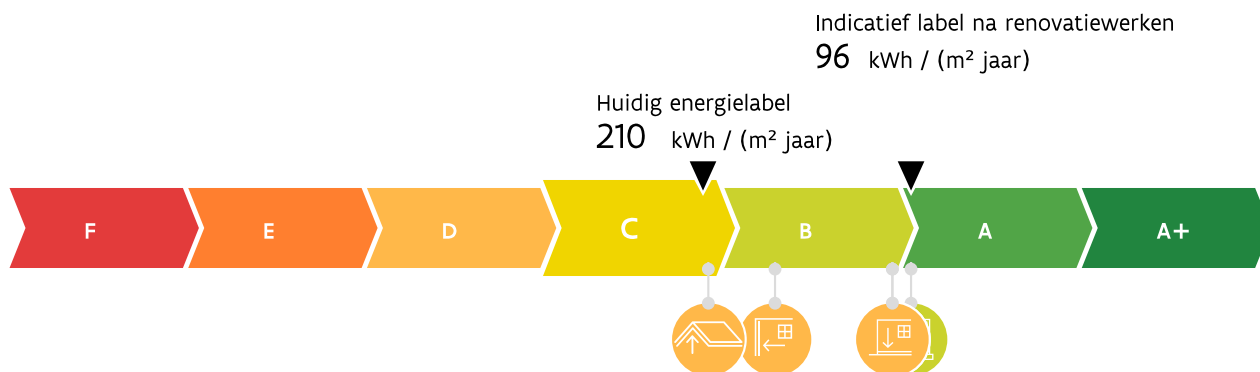 Indicatief label na renovatiewerken
96 kWh / (m² jaar)
Huidig energielabel
210 kWh / (m² jaar)
F E D C B A A+